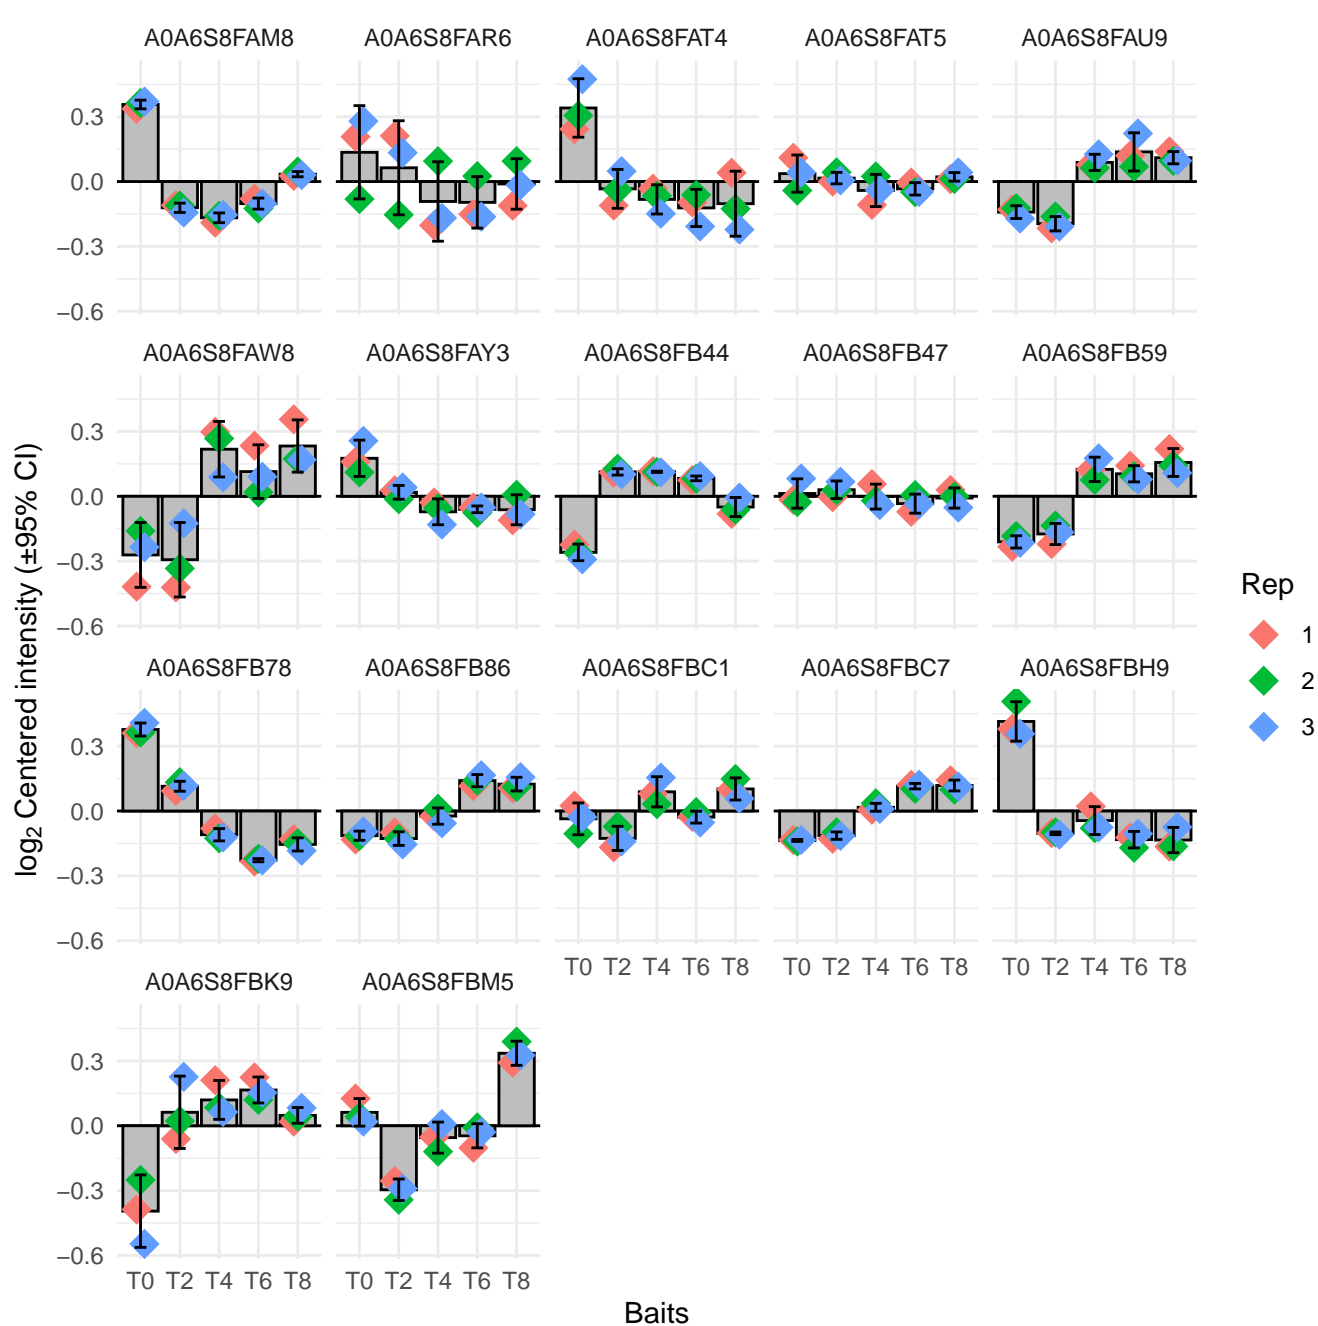 A0A6S8FAM8 A0A6S8FAR6 A0A6S8FAT4 A0A6S8FAT5 A0A6S8FAU9
0.3
0.0
−0.3
−0.6
A0A6S8FAW8 A0A6S8FAY3 A0A6S8FB44 A0A6S8FB47 A0A6S8FB59
0.3
0.0
−0.3
−0.6
A0A6S8FB78 A0A6S8FB86 A0A6S8FBC1 A0A6S8FBC7 A0A6S8FBH9
0.3
0.0
−0.3
−0.6
T0 T2 T4 T6 T8 T0 T2 T4 T6 T8 T0 T2 T4 T6 T8
A0A6S8FBK9 A0A6S8FBM5
0.3
0.0
−0.3
−0.6
T0 T2 T4 T6 T8 T0 T2 T4 T6 T8
Baits
log₂ Centered intensity (±95% CI)
Rep
1
2
3